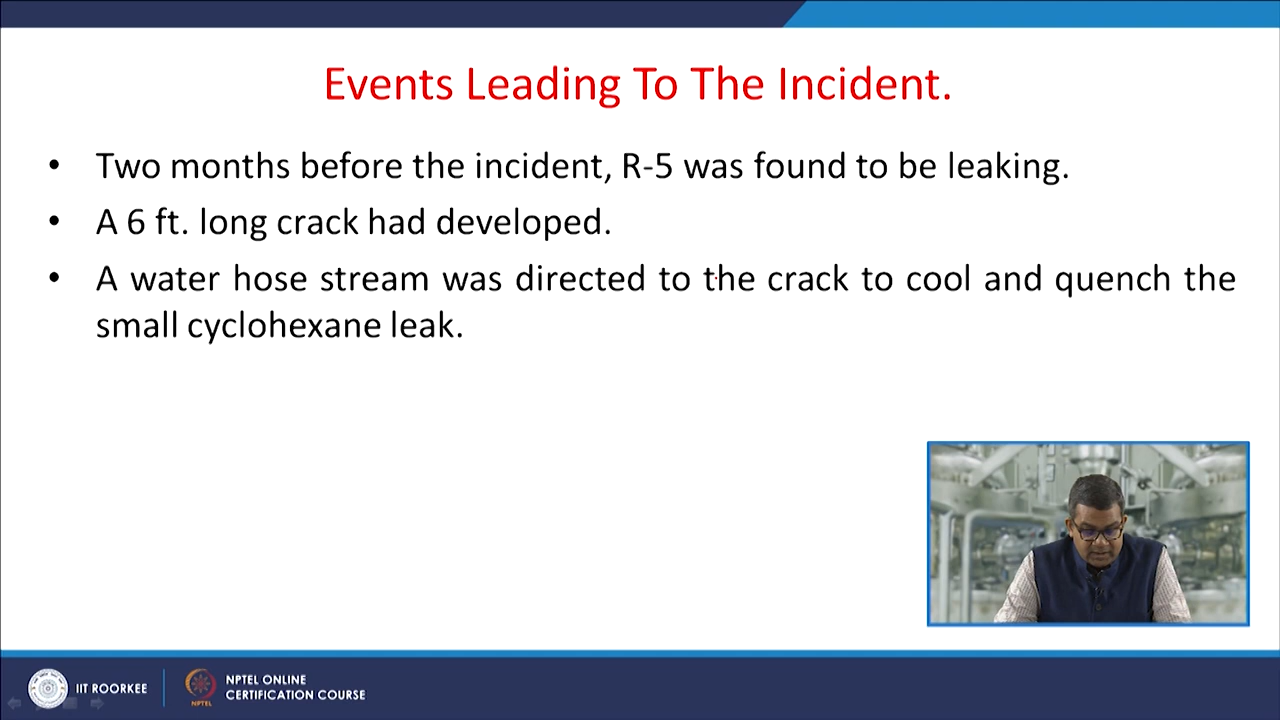 Events Leading To The Incident.
• Two months before the incident, R-5 was found to be leaking.
• A 6 ft. long crack had developed.
• A water hose stream was directed to the crack to cool and quench the
small cyclohexane leak.
IIT ROORKEE
NPTEL
NPTEL ONLINE
CERTIFICATION COURSE